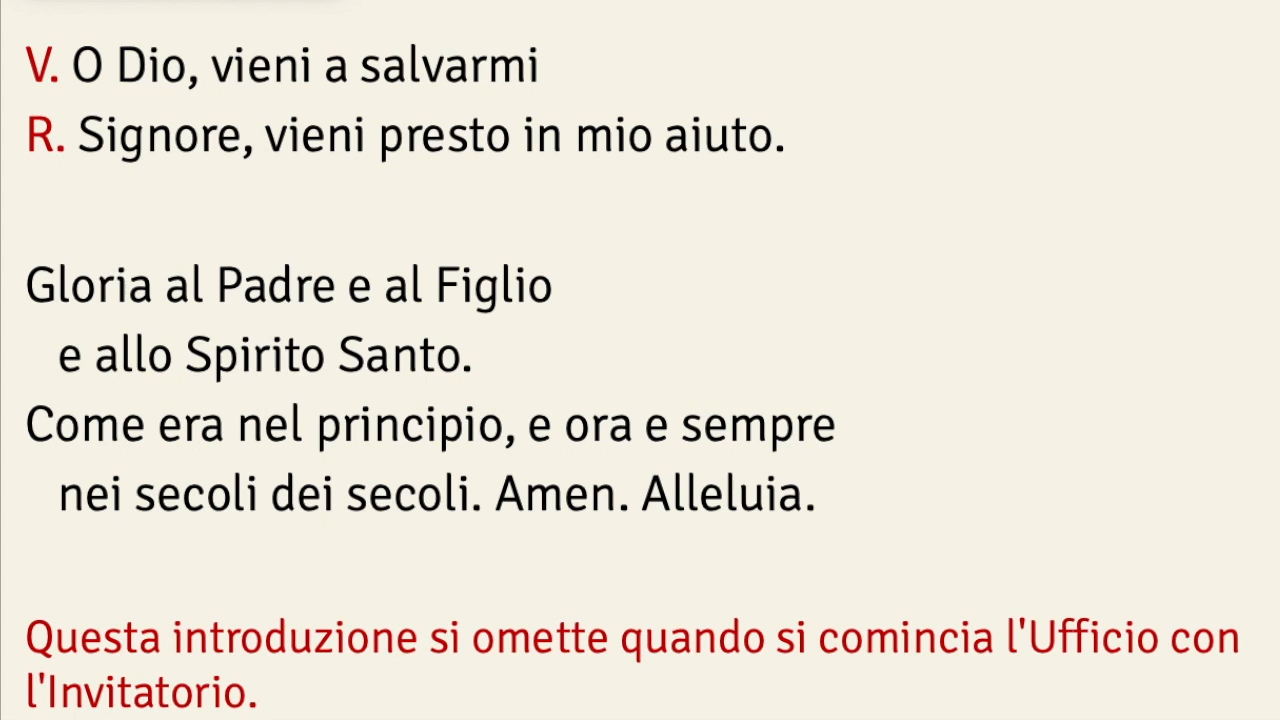 V. O Dio, vieni a salvarmi
R. Signore, vieni presto in mio aiuto.
Gloria al Padre e al Figlio
e allo Spirito Santo.
Come era nel principio, e ora e sempre
nei secoli dei secoli. Amen. Alleluia.
Questa introduzione si omette quando si comincia l'Ufficio con
l'Invitatorio.